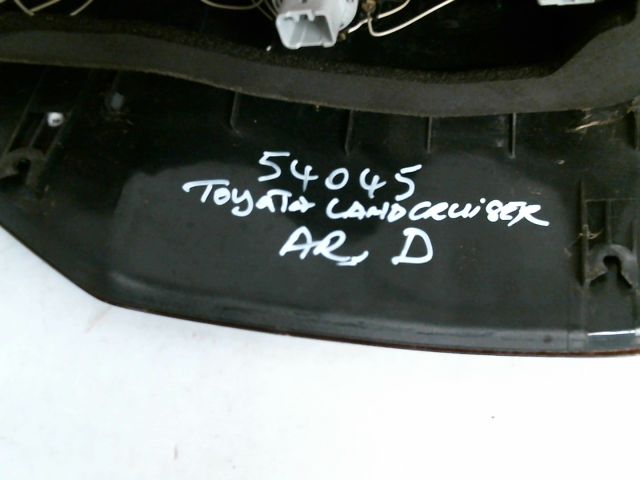 54045
TOYATA LANDCRUISER
AR, D